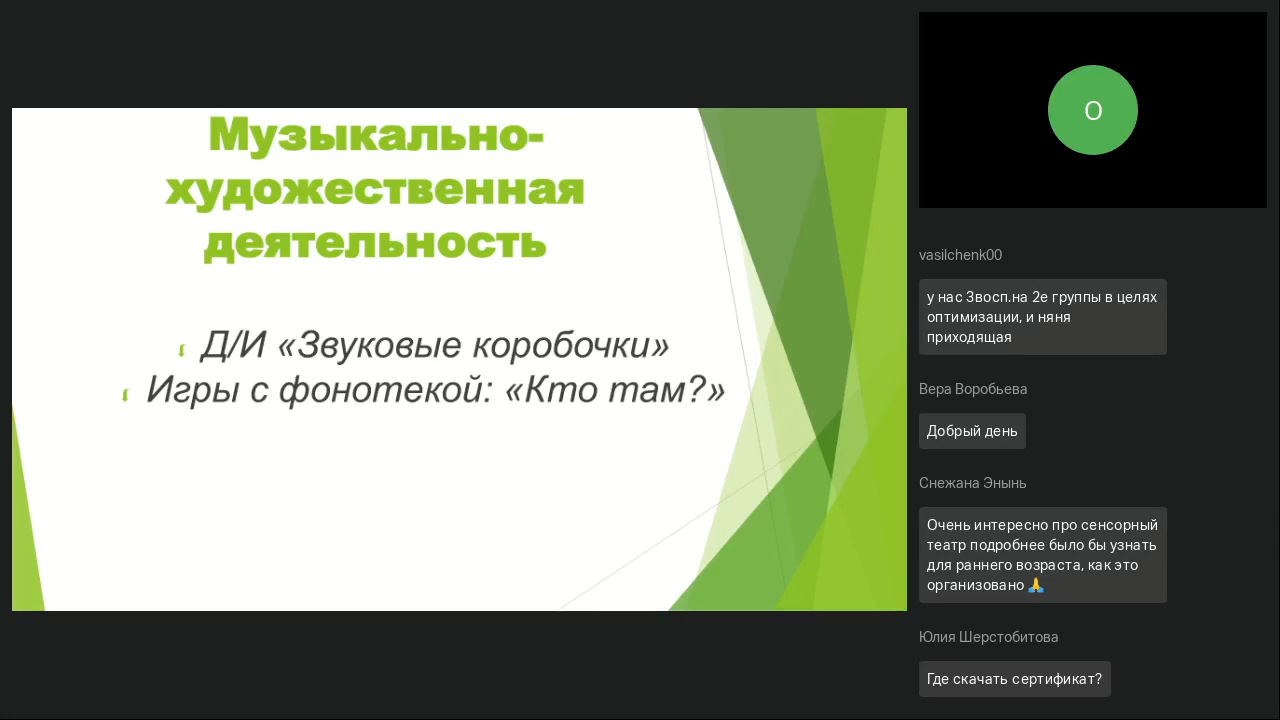 Музыкально-
художественная
деятельность
Д/И «Звуковые коробочки»
Игры с фонотекой: «Кто там?»
О
vasilchenk00
у нас 3восп.на 2е группы в целях
оптимизации, и няня
приходящая
Вера Воробьева
Добрый день
Снежана Энынь
Очень интересно про сенсорный
театр подробнее было бы узнать
для раннего возраста, как это
организовано 🙏
Юлия Шерстобитова
Где скачать сертификат?